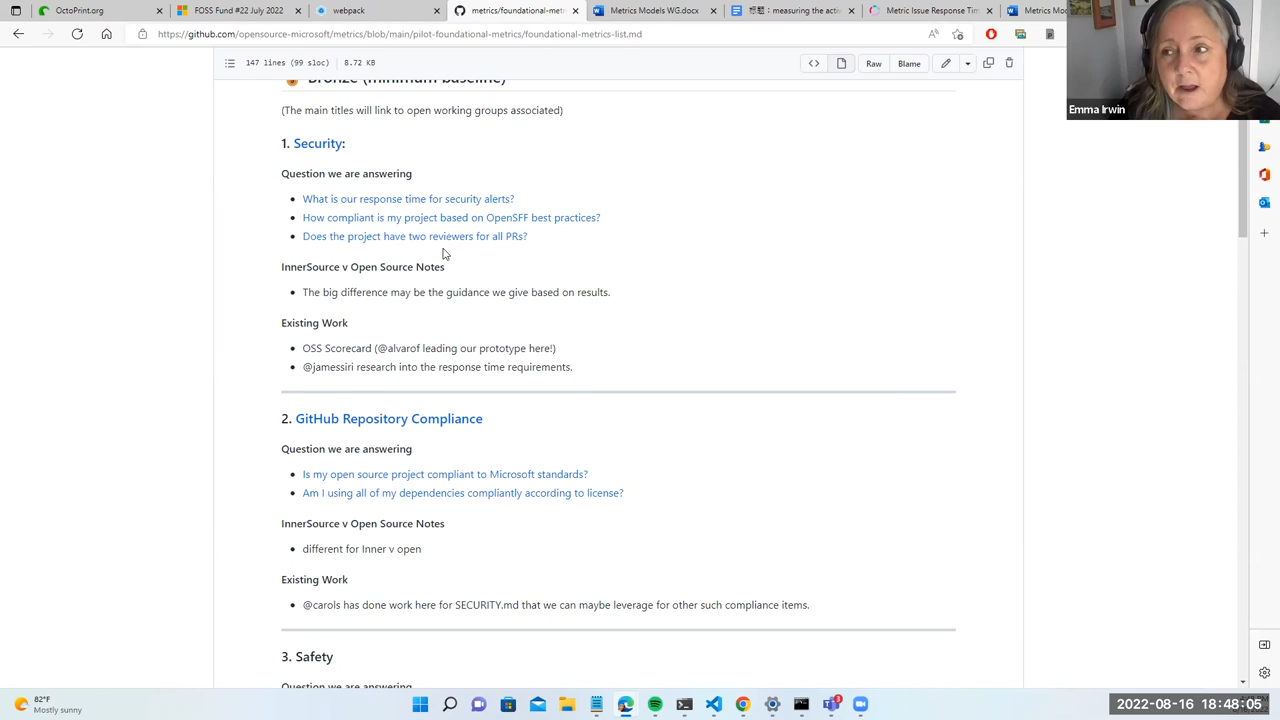 OctoPrint.org
FOSS Fund #22 July 2022
webpack
metrics/foundational-metr
Metrics Models WG.docx
: measuring the activ
Metric Issue Response Time
Metrics Mo
https://github.com/opensource-microsoft/metrics/blob/main/pilot-foundational-metrics/foundational-metrics-list.md
147 lines (99 sloc)
8.72 KB
Raw
Blame
Emma Irwin
Bronze (minimum baseline)
(The main titles will link to open working groups associated)
1. Security:
Question we are answering
• What is our response time for security alerts?
• How compliant is my project based on OpenSFF best practices?
• Does the project have two reviewers for all PRs?
InnerSource v Open Source Notes
• The big difference may be the guidance we give based on results.
Existing Work
• OSS Scorecard (@alvarof leading our prototype here!)
• @jamessiri research into the response time requirements.
2. GitHub Repository Compliance
Question we are answering
• Is my open source project compliant to Microsoft standards?
• Am I using all of my dependencies compliantly according to license?
InnerSource v Open Source Notes
• different for Inner v open
Existing Work
• @carols has done work here for SECURITY.md that we can maybe leverage for other such compliance items.
3. Safety
Question we are answering
82°F
Mostly sunny
3
2022-08-16 18:48:05